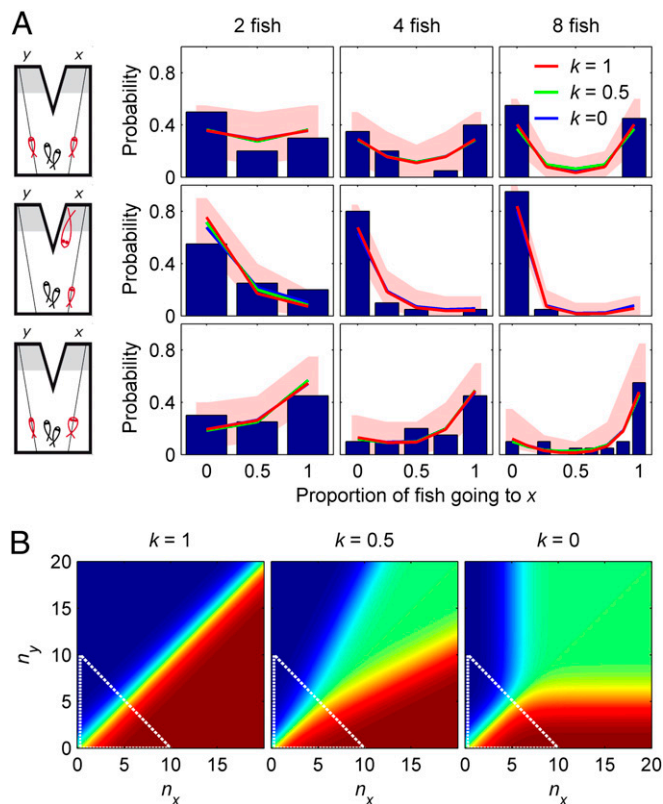 A
2 fish 4 fish 8 fish
y x
Probability
0.8
0.4
0
k = 1
k = 0.5
k =0
y x
Probability
0.8
0.4
0
y x
Probability
0.8
0.4
0
0 0.5 1 0 0.5 1 0 0.5 1
Proportion of fish going to x
B
k = 1 k = 0.5 k = 0
n_y
20
15
10
5
0
0 5 10 15 0 5 10 15 0 5 10 15 20
n_x n_x n_x